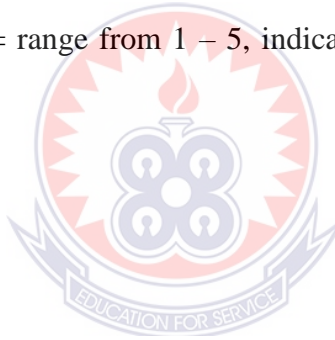 = range from 1 – 5, indica
EDUCATION FOR SERVICE